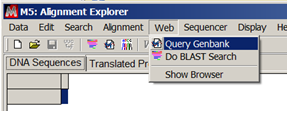 M5: Alignment Explorer
Data Edit Search Alignment Web Sequencer Display He
Query Genbank
Do BLAST Search
Show Browser
DNA Sequences Translated Pr